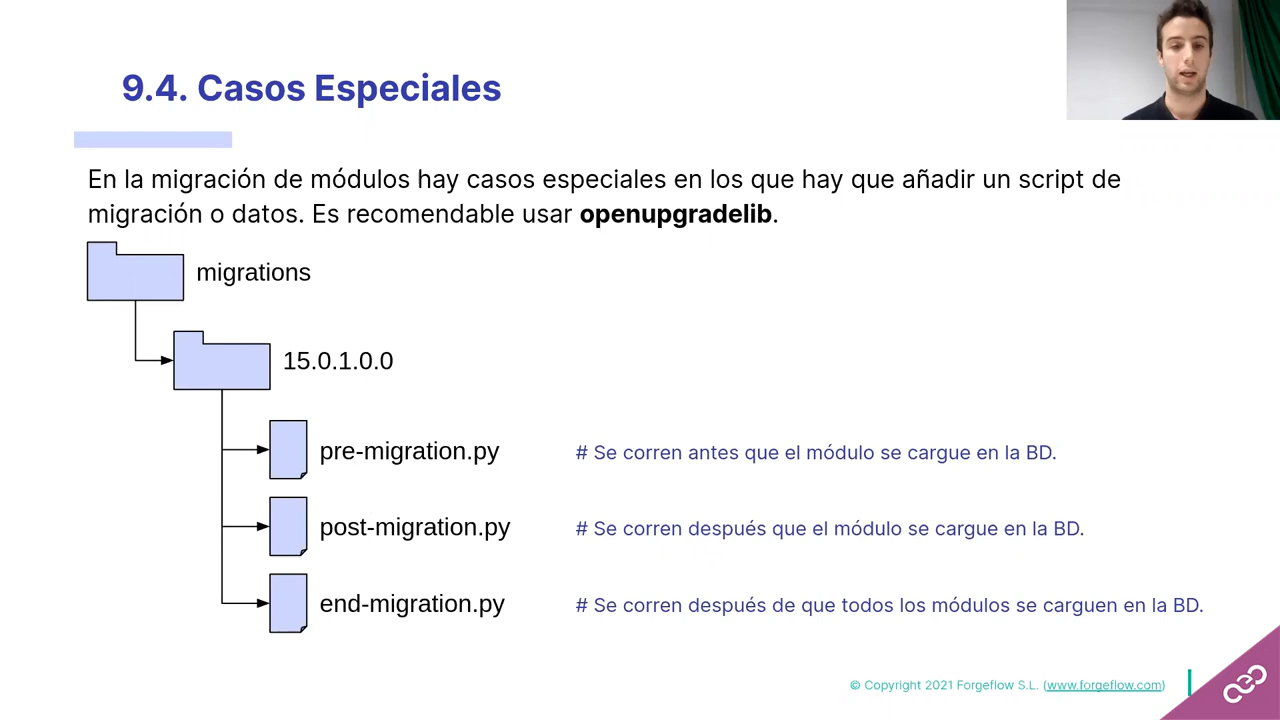 9.4. Casos Especiales
En la migración de módulos hay casos especiales en los que hay que añadir un script de
migración o datos. Es recomendable usar openupgradelib.
migrations
15.0.1.0.0
pre-migration.py # Se corren antes que el módulo se cargue en la BD.
post-migration.py # Se corren después que el módulo se cargue en la BD.
end-migration.py # Se corren después de que todos los módulos se carguen en la BD.
© Copyright 2021 Forgeflow S.L. (www.forgeflow.com)